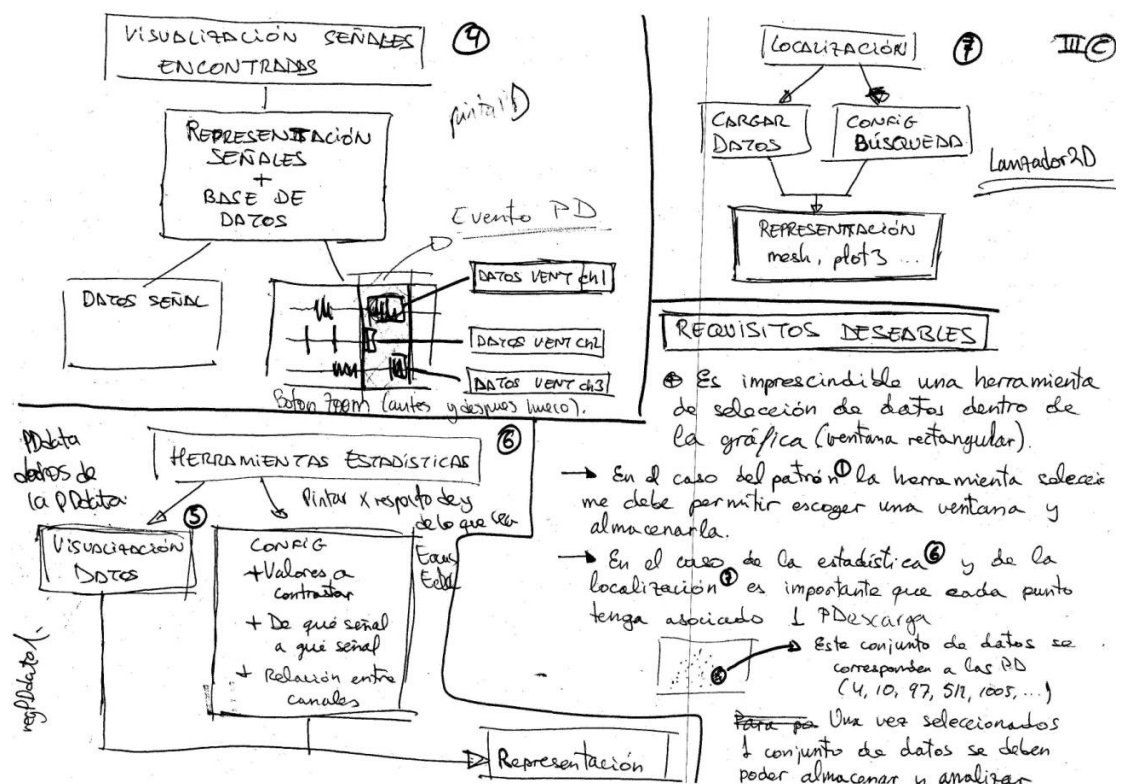 VISUALIZACIÓN SEÑALES
ENCONTRADAS
4
REPRESENTACIÓN
SEÑALES
+
BASE DE
DATOS
Evento PD
DATOS SEÑAL
DATOS VENT ch1
DATOS VENT ch2
DATOS VENT ch3
Botón Zoom (antes y después hueco).
LOCALIZACIÓN
7
III C
CARGAR
DATOS
CONFIG
BÚSQUEDA
Lanzador2D
REPRESENTACIÓN
mesh, plot3 ...
PDdata
datos de
la PDdata
HERRAMIENTAS ESTADÍSTICAS
6
Pintar X respecto de y
de lo que sea
5
VISUALIZACIÓN
DATOS
CONFIG
+ Valores a
contrastar
+ De qué señal
a qué señal
+ Relación entre
canales
Representación
REQUISITOS DESEABLES
Es imprescindible una herramienta
de selección de datos dentro de
la gráfica (ventana rectangular).
→ En el caso del patrón 1 la herramienta selecció
me debe permitir escoger una ventana y
almacenarla.
→ En el caso de la estadística 6 y de la
localización 7 es importante que cada punto
tenga asociado 1 PDescarga
Este conjunto de datos se
corresponden a las PD
(4, 10, 97, 512, 1005, ...)
Una vez seleccionados
1 conjunto de datos se deben
poder almacenar y analizar